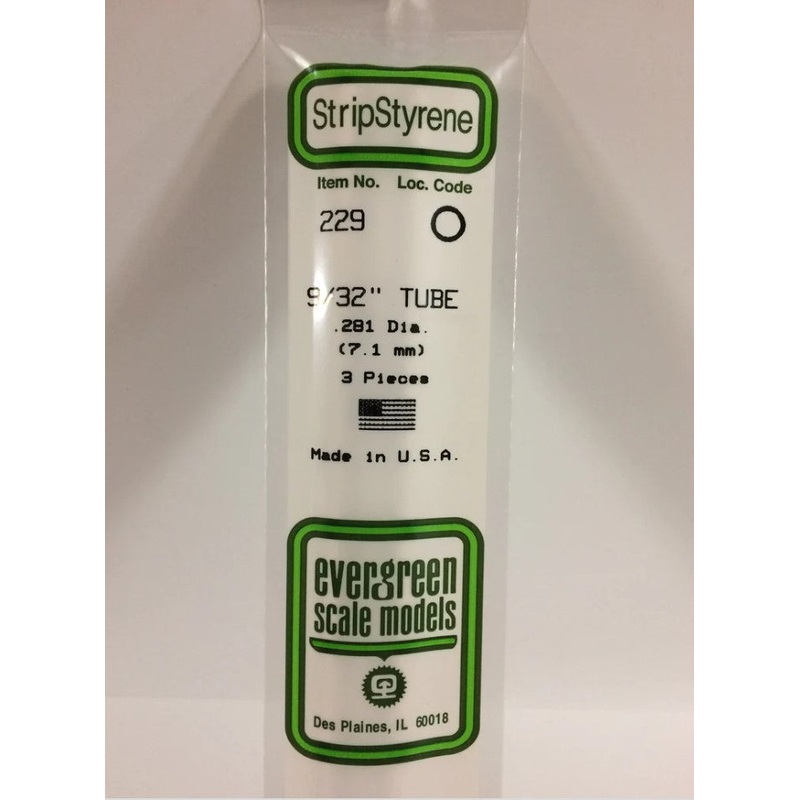 StripStyrene
Item No. Loc. Code
229
9/32" TUBE
.281 Dia.
(7.1 mm)
3 Pieces
Made in U.S.A.
evergreen
scale models
Des Plaines, IL 60018